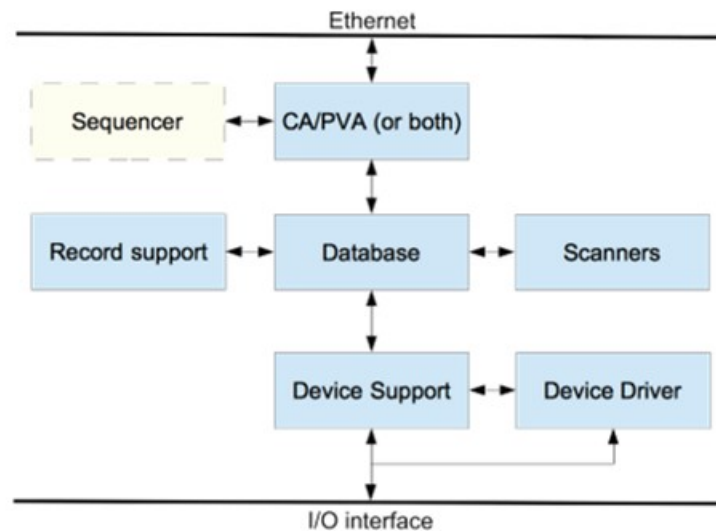 Ethernet
Sequencer
CA/PVA (or both)
Record support
Database
Scanners
Device Support
Device Driver
I/O interface